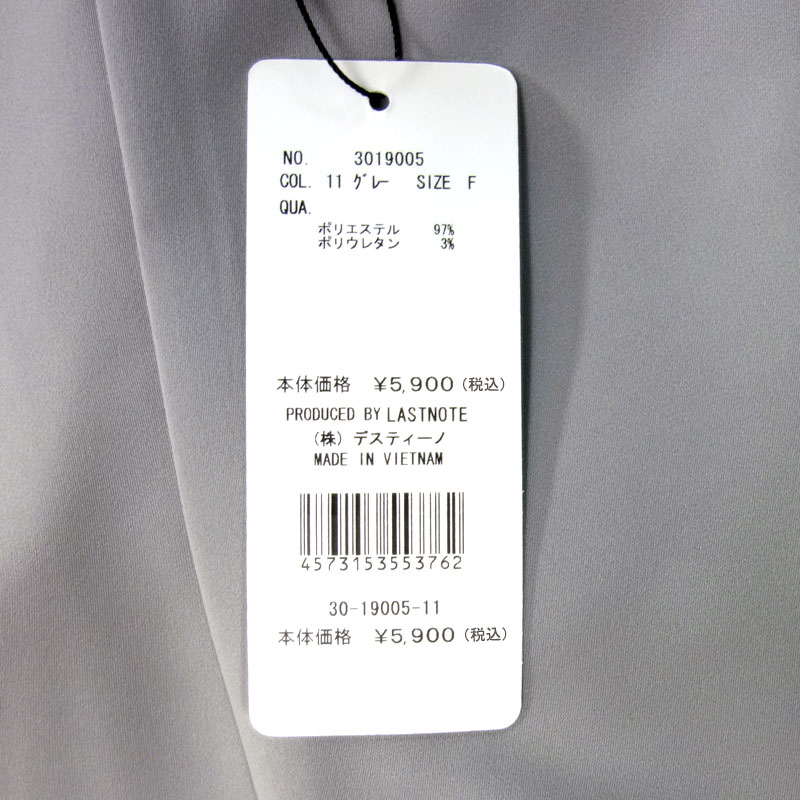 NO. 3019005
COL. 11 ｸﾞﾚｰ SIZE F
QUA.
ポリエステル 97%
ポリウレタン 3%
本体価格 ¥5,900(税込)
PRODUCED BY LASTNOTE
(株)デスティーノ
MADE IN VIETNAM
4573153553762
30-19005-11
本体価格 ¥5,900(税込)